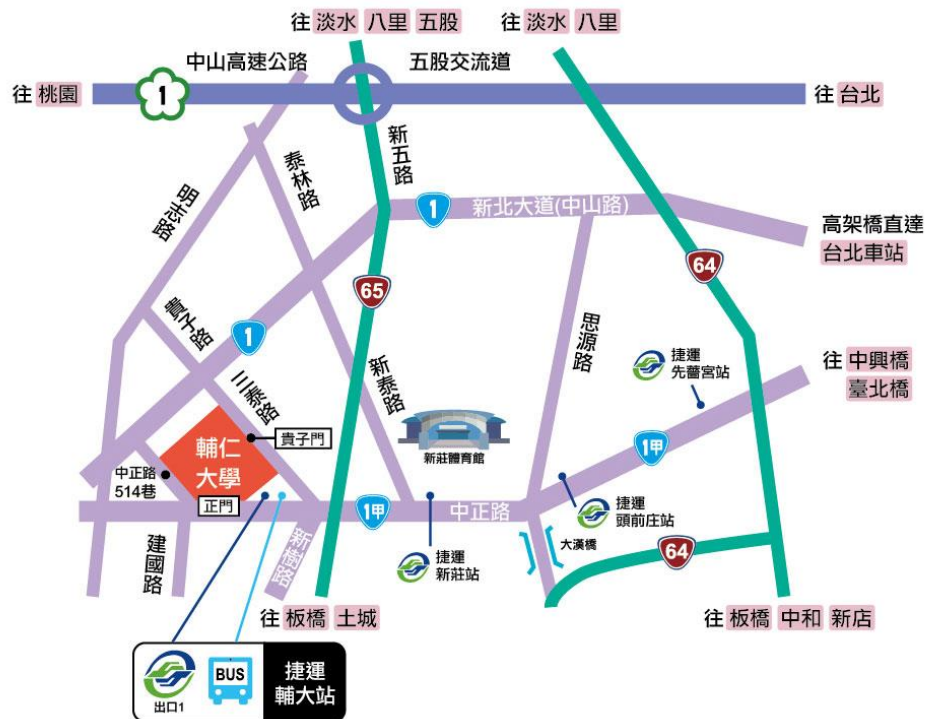 往 淡水 八里 五股
往 淡水 八里
中山高速公路
五股交流道
往 桃園
1
往 台北
新五路
泰林路
明志路
1
新北大道(中山路)
高架橋直達
台北車站
64
65
貴子路
1
思源路
捷運
先嗇宮站
往 中興橋
臺北橋
三泰路
新泰路
新莊體育館
貴子門
輔仁
大學
1甲
中正路
514巷
正門
1甲
中正路
捷運
頭前庄站
大漢橋
建國路
新樹路
捷運
新莊站
64
往 板橋 土城
往 板橋 中和 新店
BUS
出口1
捷運
輔大站